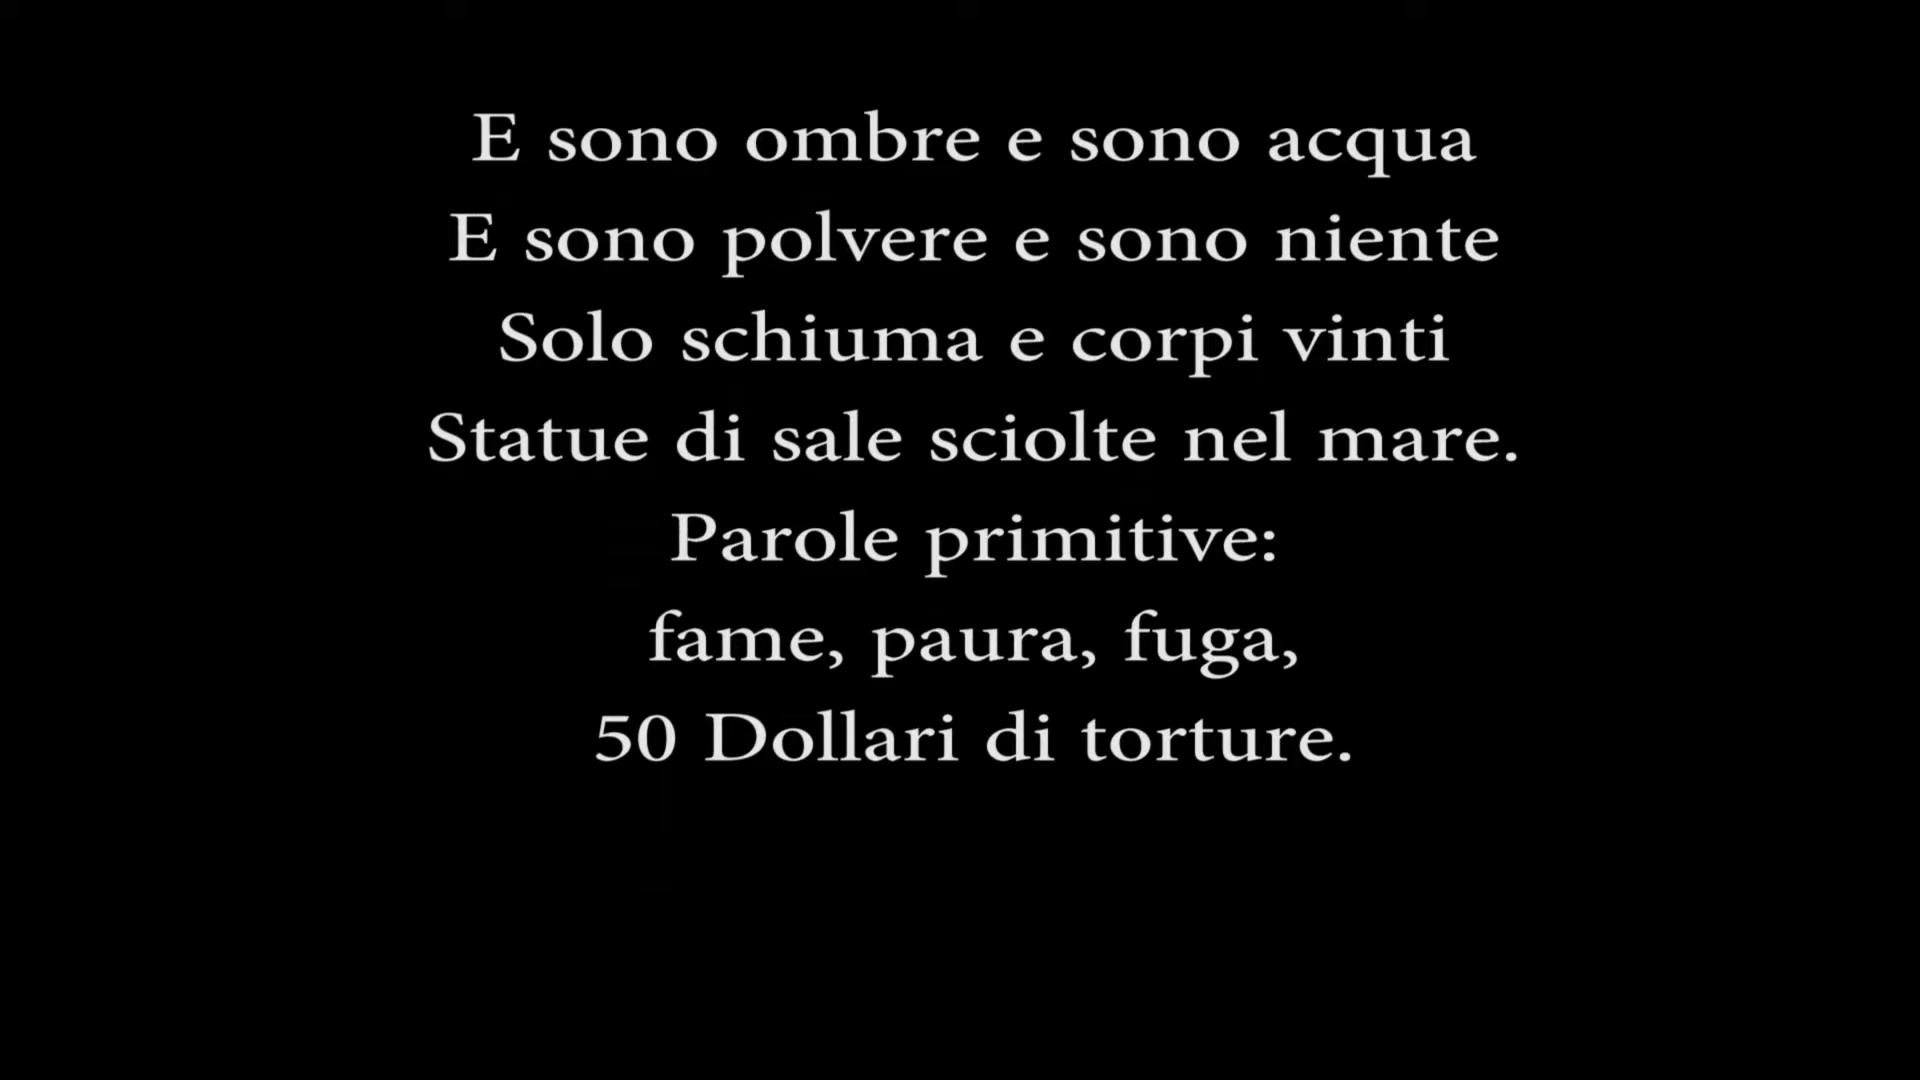 E sono ombre e sono acqua
E sono polvere e sono niente
Solo schiuma e corpi vinti
Statue di sale sciolte nel mare.
Parole primitive:
fame, paura, fuga,
50 Dollari di torture.